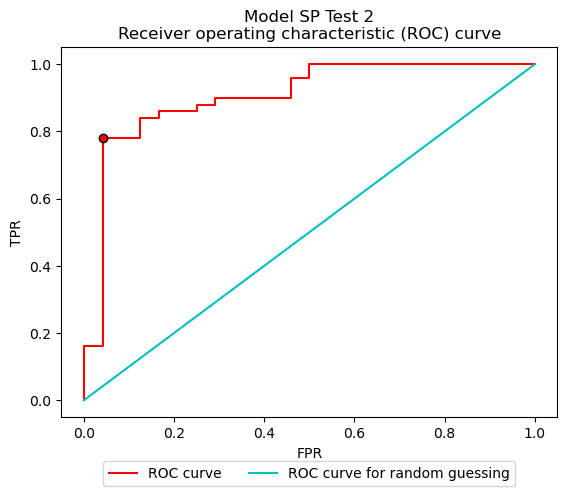 Model SP Test 2
Receiver operating characteristic (ROC) curve
1.0
0.8
0.6
0.4
0.2
0.0
TPR
0.0 0.2 0.4 0.6 0.8 1.0
FPR
ROC curve ROC curve for random guessing